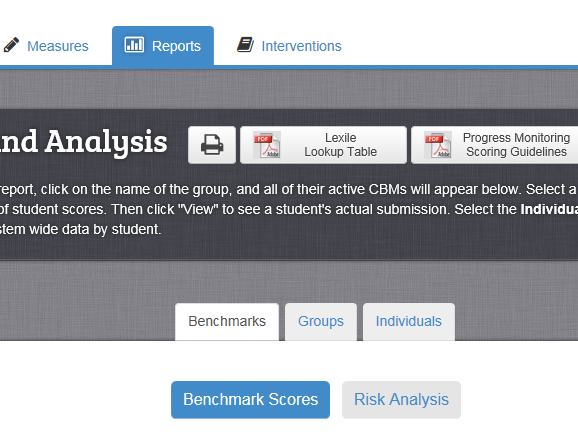 Measures Reports Interventions
nd Analysis
Lexile
Lookup Table
Progress Monitoring
Scoring Guidelines
report, click on the name of the group, and all of their active CBMs will appear below. Select a
of student scores. Then click "View" to see a student's actual submission. Select the Individua
stem wide data by student.
Benchmarks Groups Individuals
Benchmark Scores Risk Analysis